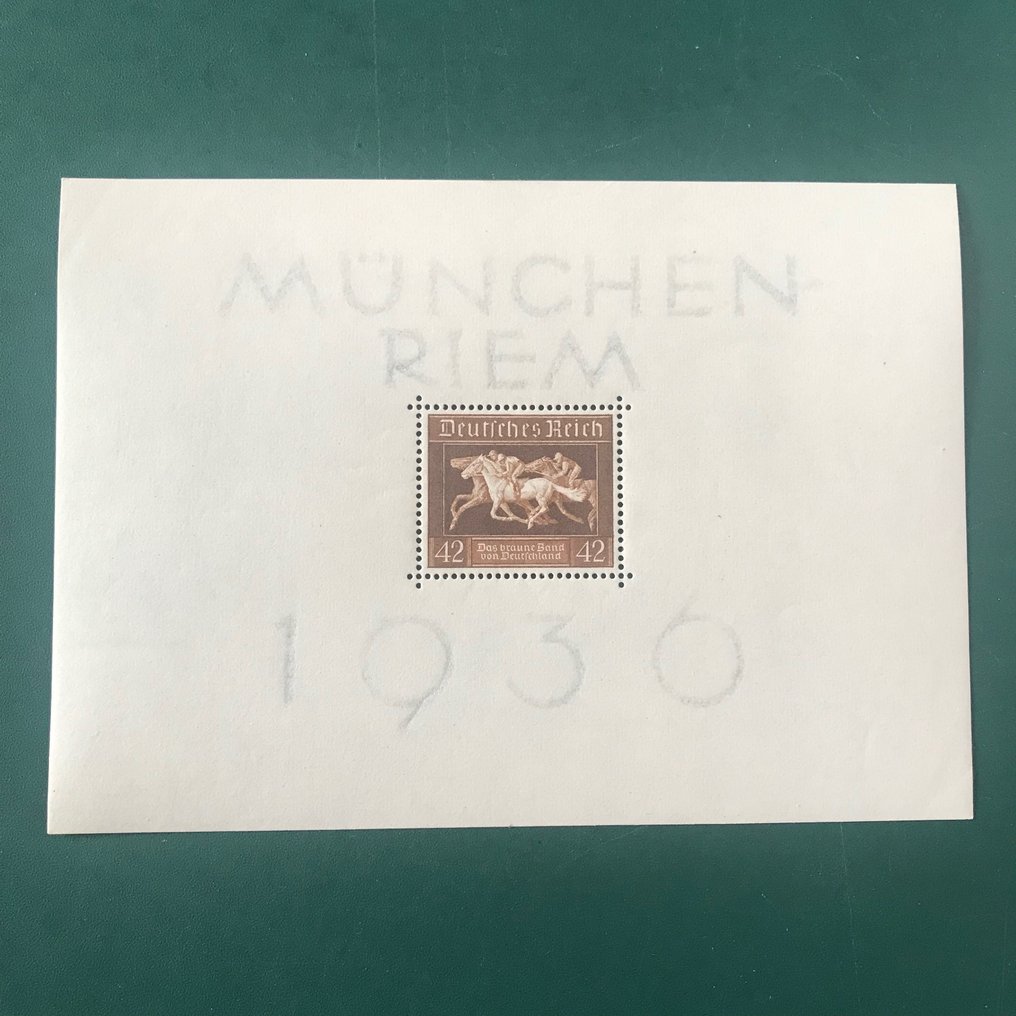 MÜNCHEN-
RIEM
Deutsches Reich
42 Das braune Band 42
von Deutschland
1936